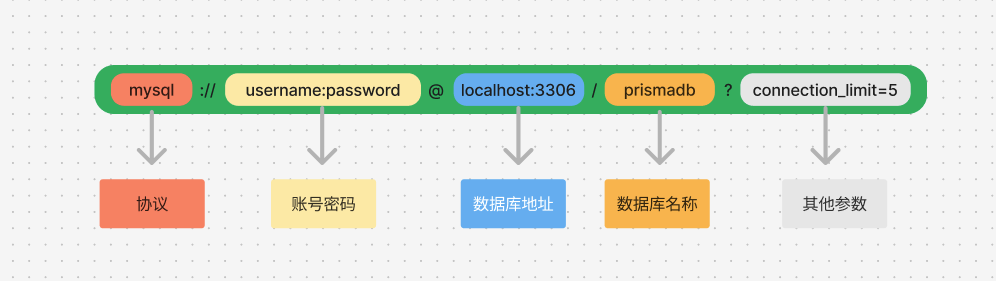 mysql :// username:password @ localhost:3306 / prismadb ? connection_limit=5
协议 账号密码 数据库地址 数据库名称 其他参数